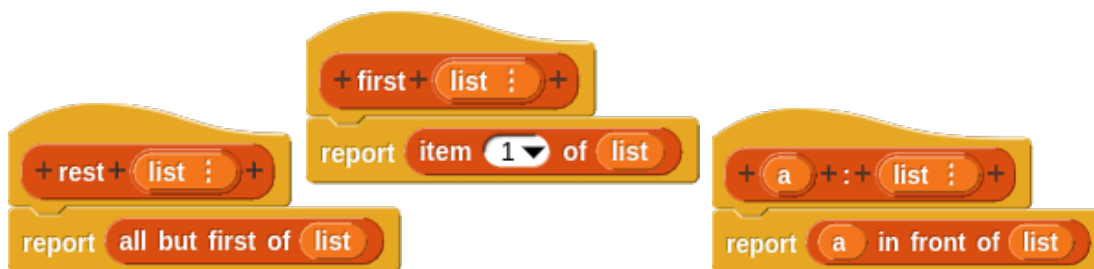 + rest + list ⋮ +
report all but first of list
+ first + list ⋮ +
report item 1 of list
+ a + : + list ⋮ +
report a in front of list